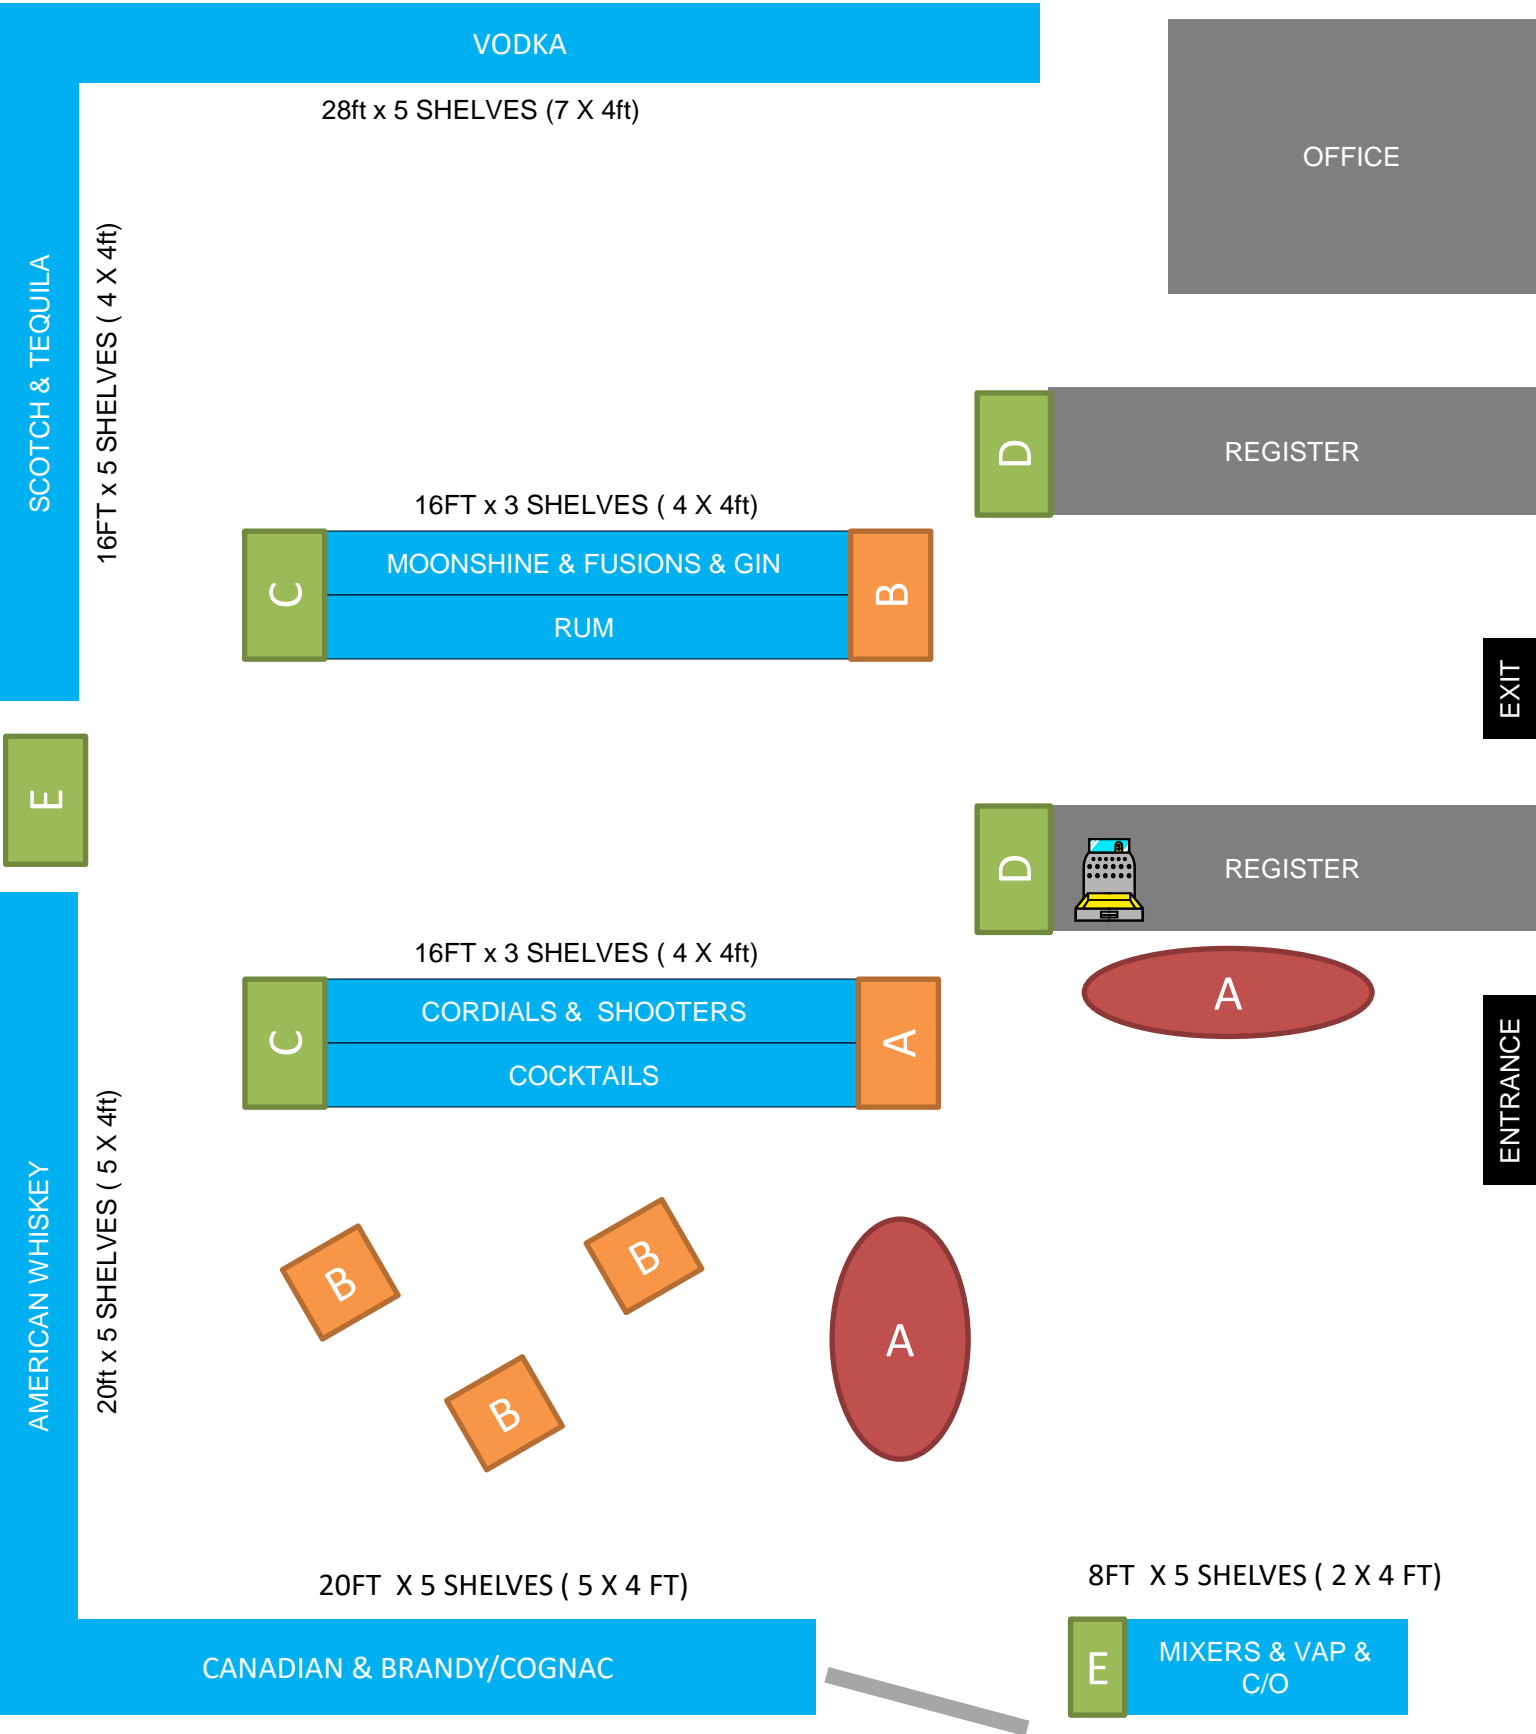 VODKA
28ft x 5 SHELVES (7 X 4ft)
OFFICE
SCOTCH & TEQUILA
16FT x 5 SHELVES ( 4 X 4ft)
D
REGISTER
16FT x 3 SHELVES ( 4 X 4ft)
C
MOONSHINE & FUSIONS & GIN
RUM
B
EXIT
E
D
REGISTER
16FT x 3 SHELVES ( 4 X 4ft)
C
CORDIALS & SHOOTERS
COCKTAILS
A
A
ENTRANCE
AMERICAN WHISKEY
20ft x 5 SHELVES ( 5 X 4ft)
B
B
B
A
20FT X 5 SHELVES ( 5 X 4 FT)
8FT X 5 SHELVES ( 2 X 4 FT)
CANADIAN & BRANDY/COGNAC
E
MIXERS & VAP &
C/O